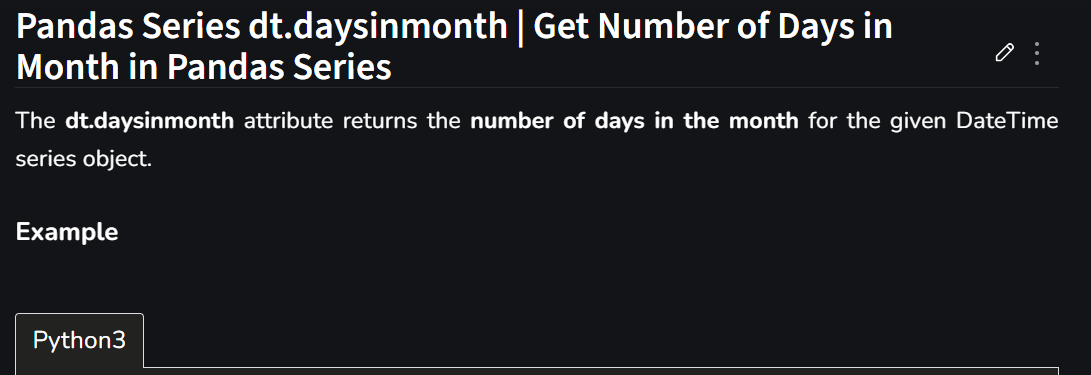 Pandas Series dt.daysinmonth | Get Number of Days in
Month in Pandas Series
The dt.daysinmonth attribute returns the number of days in the month for the given DateTime
series object.
Example
Python3